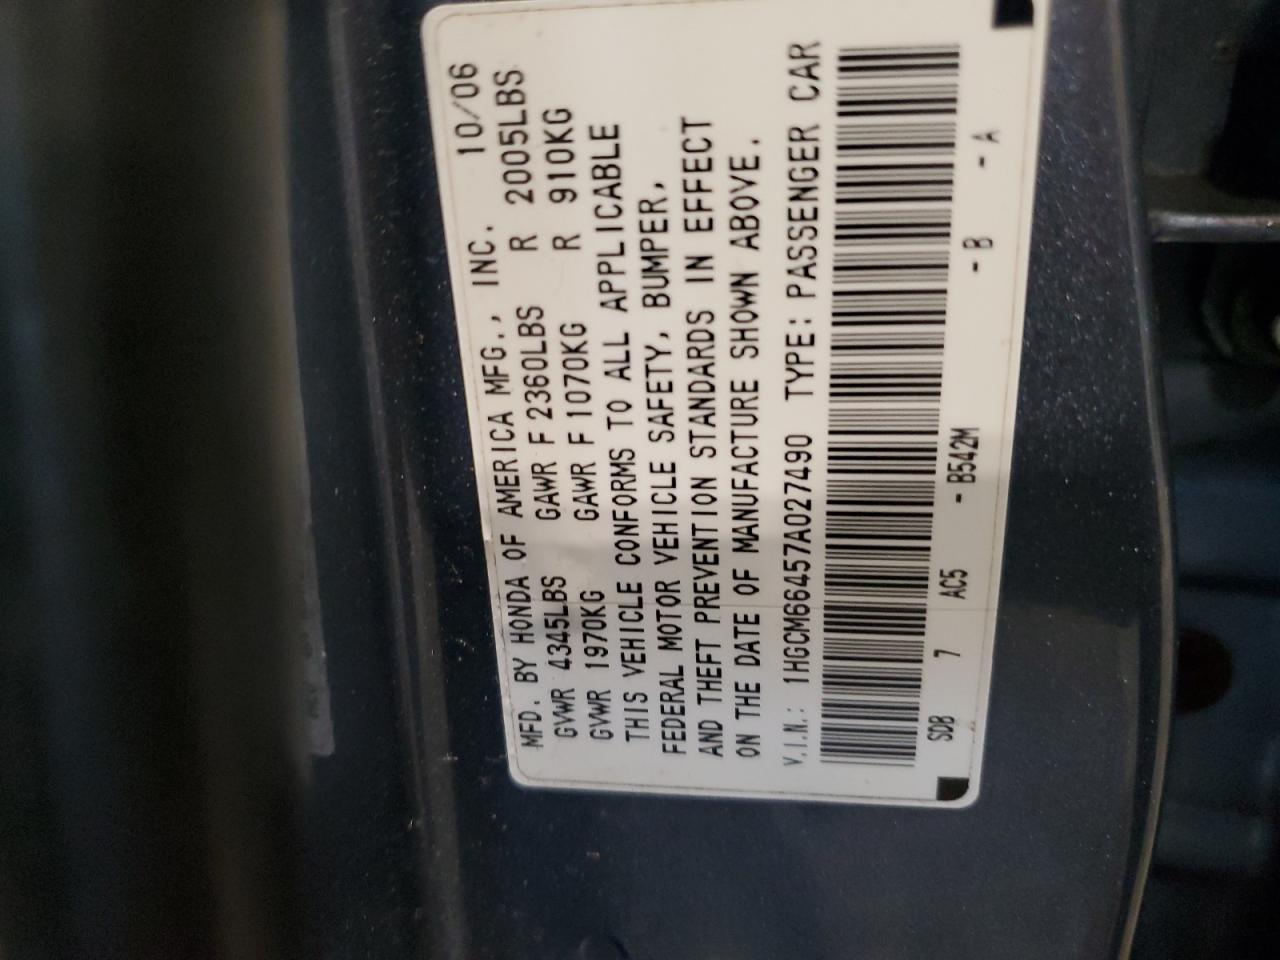 MFD. BY HONDA OF AMERICA MFG., INC. 10/06
GVWR 4345LBS GAWR F 2360LBS R 2005LBS
GVWR 1970KG GAWR F 1070KG R 910KG
THIS VEHICLE CONFORMS TO ALL APPLICABLE
FEDERAL MOTOR VEHICLE SAFETY, BUMPER,
AND THEFT PREVENTION STANDARDS IN EFFECT
ON THE DATE OF MANUFACTURE SHOWN ABOVE.
V.I.N.: 1HGCM66457A027490 TYPE: PASSENGER CAR
SDB 7 AC5 - B542M - B - A